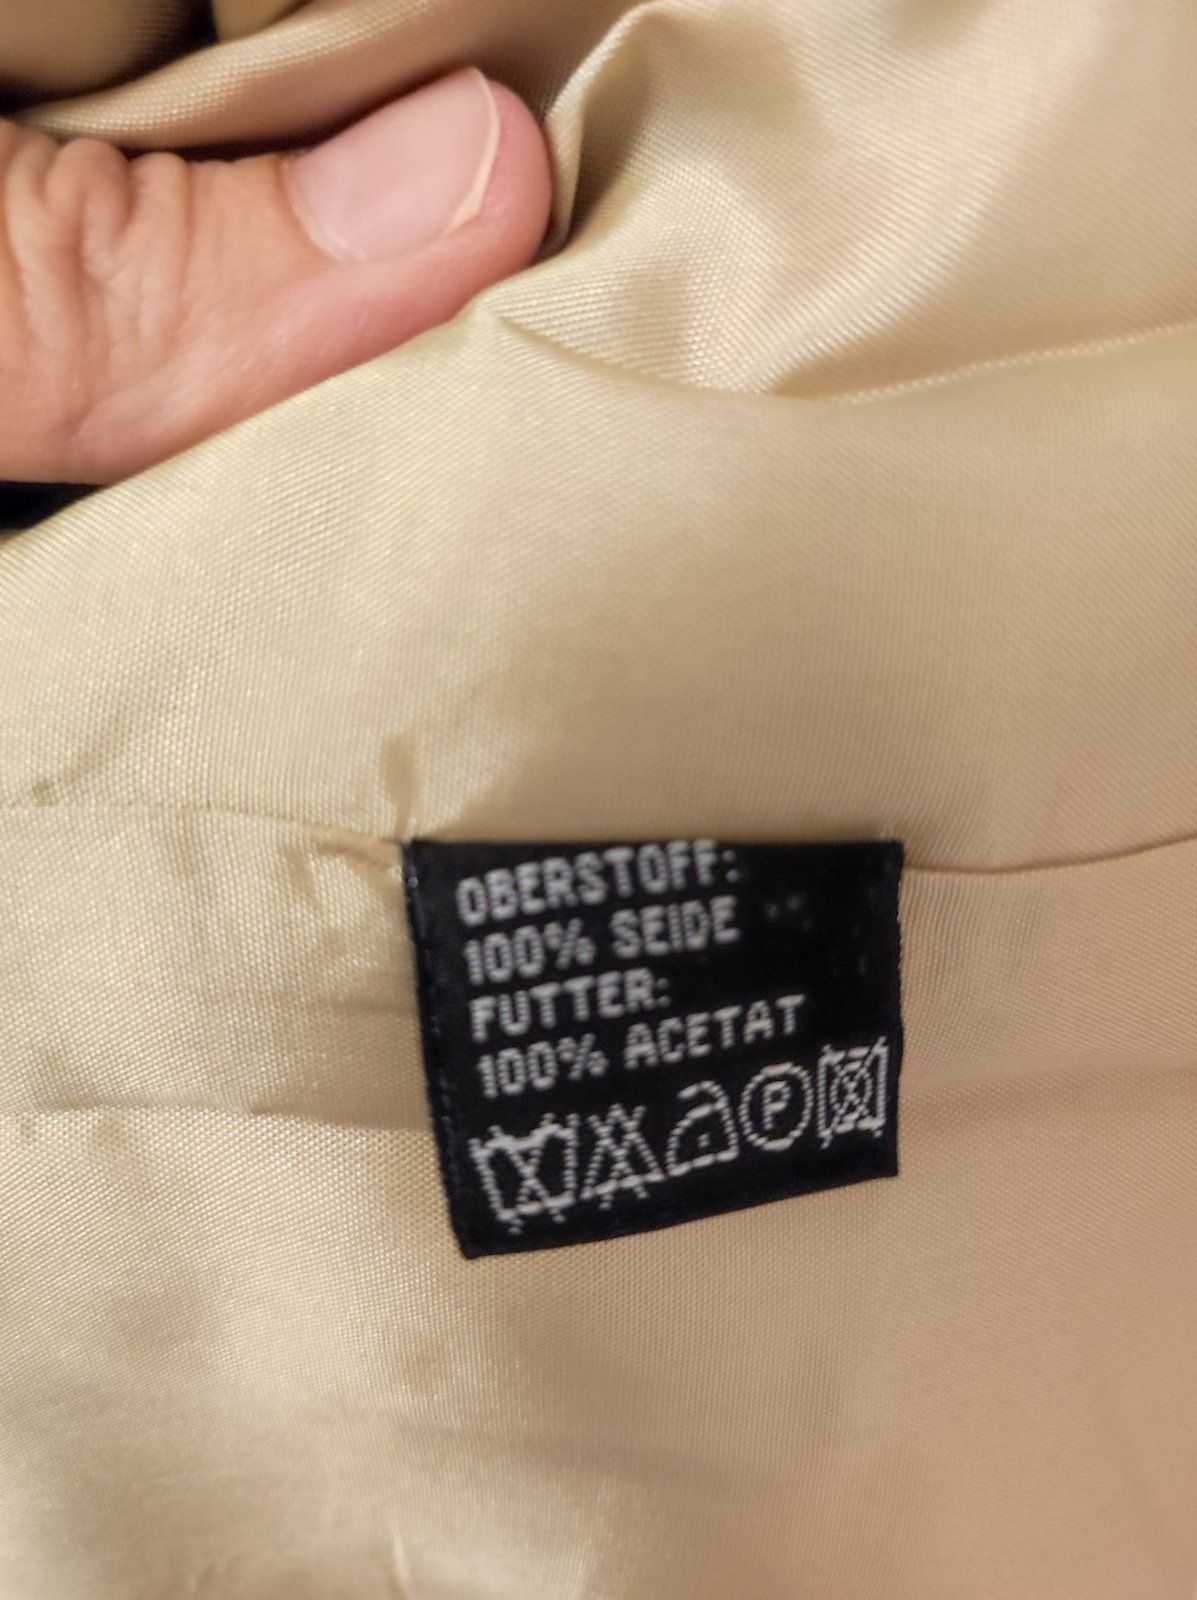 OBERSTOFF:
100% SEIDE
FUTTER:
100% ACETAT
P